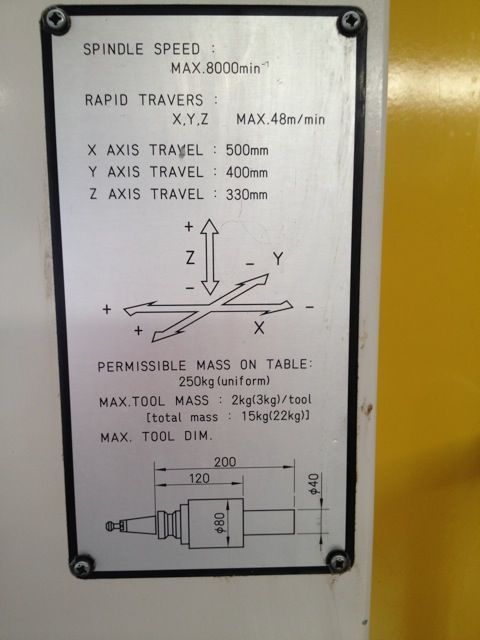 SPINDLE SPEED :
MAX.8000min⁻¹
RAPID TRAVERS :
X,Y,Z MAX.48m/min
X AXIS TRAVEL : 500mm
Y AXIS TRAVEL : 400mm
Z AXIS TRAVEL : 330mm
+
Z
− Y
−
+ −
+ X
PERMISSIBLE MASS ON TABLE:
250kg(uniform)
MAX.TOOL MASS : 2kg(3kg)/tool
[total mass : 15kg(22kg)]
MAX. TOOL DIM.
200
120
φ40
φ80